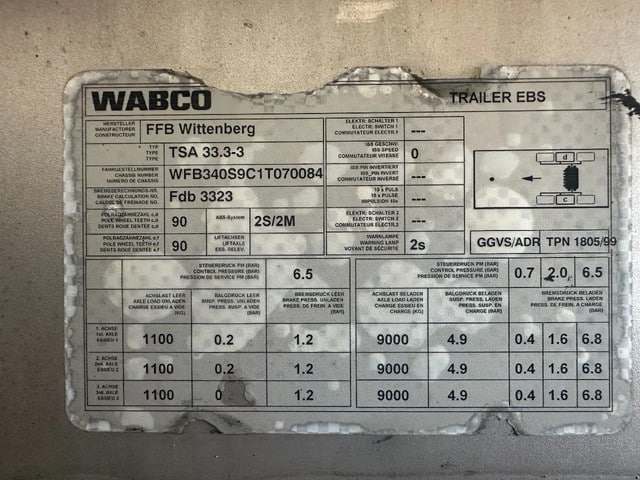 WABCO TRAILER EBS
HERSTELLER
MANUFACTURER
CONSTRUCTEUR
FFB Wittenberg
TYP
TYPE
TYPE
TSA 33.3-3
FAHRGESTELLNUMMER
CHASSIS NUMBER
NUMERO DE CHASSIS
WFB340S9C1T070084
BREMSBERECHNUNGS-NR.
BRAKE CALCULATION NO.
CALCUL DE FREINAGE NO.
Fdb 3323
POLRADZÄHNEZAHL c.d
POLE WHEEL TEETH c.d
DENTS ROUE DENTEE c.d
90
ABS-System
2S/2M
POLRADZÄHNEZAHL e.f
POLE WHEEL TEETH e.f
DENTS ROUE DENTEE e.f
90
LIFTACHSEN
LIFTAXLE
ESS. RELEV.
ELEKTR. SCHALTER 1
ELECTR. SWITCH 1
COMMUTATEUR ELECTR. 1
---
ISS GESCHW.
ISS SPEED
COMMUTATEUR VITESSE
0
ISS PIN INVERTIERT
ISS PIN INVERT
COMMUTATEUR INVERSE
---
15 x PULS
15 x PULSE
IMPULSION 15x
---
ELEKTR. SCHALTER 2
ELECTR. SWITCH 2
COMMUTATEUR ELECTR. 2
---
WARNLAMPE
WARNING LAMP
VOYANT DE SÉCURITÉ
2s
d
c
GGVS/ADR TPN 1805/99
STEUERDRUCK PM (BAR)
CONTROL PRESSURE (BAR)
PRESSION DE SERVICE PM (BAR)
6.5
STEUERDRUCK PM (BAR)
CONTROL PRESSURE (BAR)
PRESSION DE SERVICE PM (BAR)
0.7 2.0 6.5
ACHSLAST LEER
AXLE LOAD UNLADEN
CHARGE ESSIEU A VIDE
(KG)
BALGDRUCK LEER
SUSP. PRESS. UNLADEN
PRESS. SUSP. A VIDE
(BAR)
BREMSDRUCK LEER
BRAKE PRESS. UNLADEN
PRESS. DE FREIN. A VIDE
(BAR)
ACHSLAST BELADEN
AXLE LOAD LADEN
CHARGE ESSIEU EN
CHARGE (KG)
BALGDRUCK BELADEN
SUSP. PRESS. LADEN
PRESS. SUSP. EN
CHARGE (BAR)
BREMSDRUCK BELADEN
BRAKE PRESS. LADEN
PRESS. DE FREIN. A CHARGE
(BAR)
1. ACHSE
1st. AXLE
ESSIEU 1
1100 0.2 1.2 9000 4.9 0.4 1.6 6.8
2. ACHSE
2nd. AXLE
ESSIEU 2
1100 0.2 1.2 9000 4.9 0.4 1.6 6.8
3. ACHSE
3rd. AXLE
ESSIEU 3
1100 0 1.2 9000 4.9 0.4 1.6 6.8